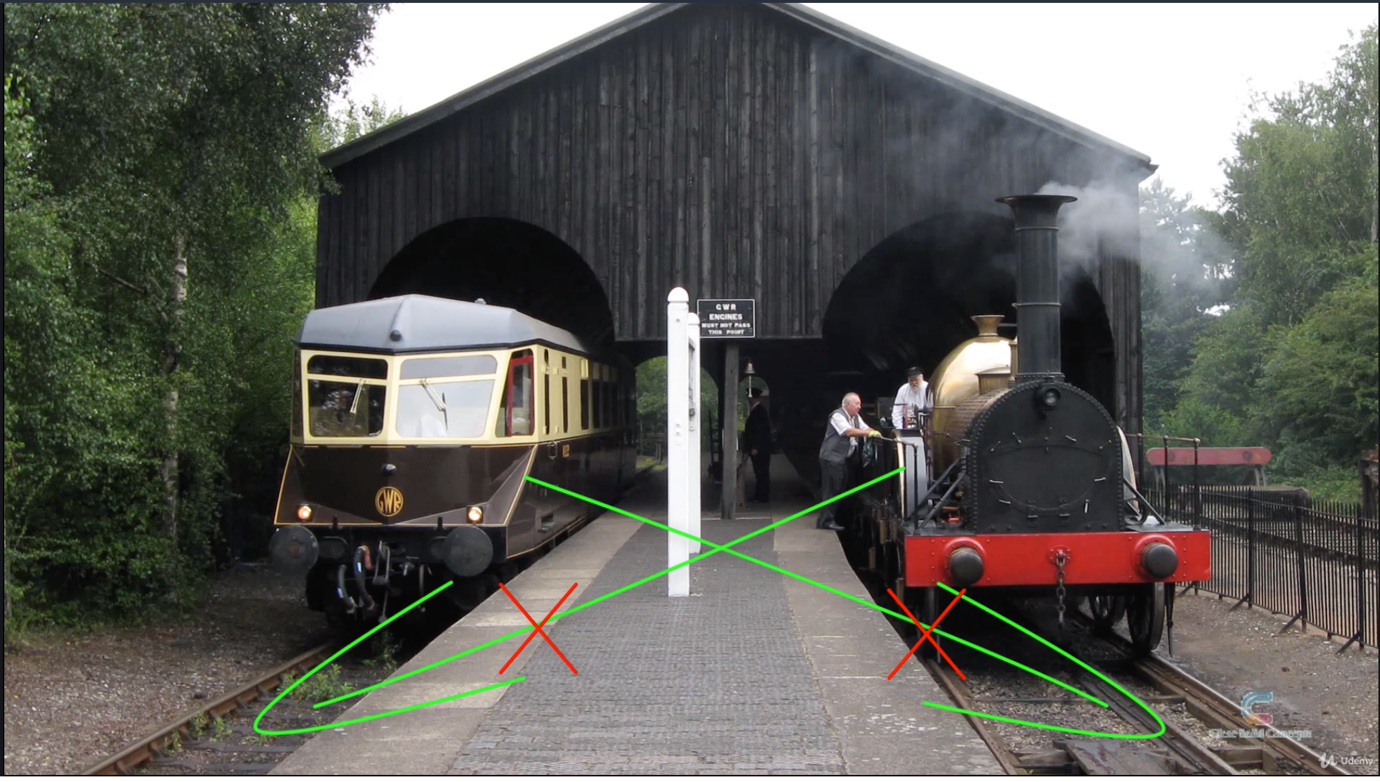 GWR
ENGINES
MUST NOT PASS
THIS POINT
GWR
Udemy